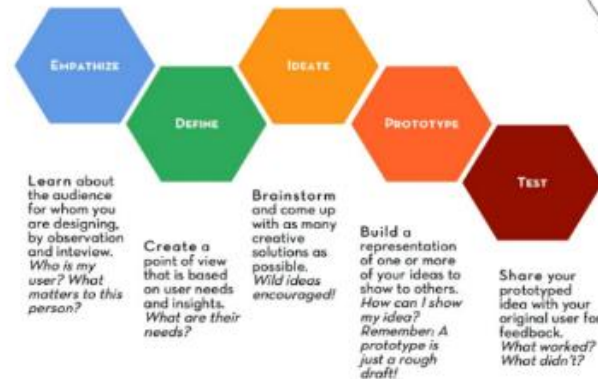 EMPATHIZE
DEFINE
IDEATE
PROTOTYPE
TEST
Learn about
the audience
for whom you
are designing,
by observation
and inteview.
Who is my
user? What
matters to this
person?
Create a
point of view
that is based
on user needs
and insights.
What are their
needs?
Brainstorm
and come up
with as many
creative
solutions as
possible.
Wild ideas
encouraged!
Build a
representation
of one or more
of your ideas to
show to others.
How can I show
my idea?
Remember: A
prototype is
just a rough
draft!
Share your
prototyped
idea with your
original user for
feedback.
What worked?
What didn't?